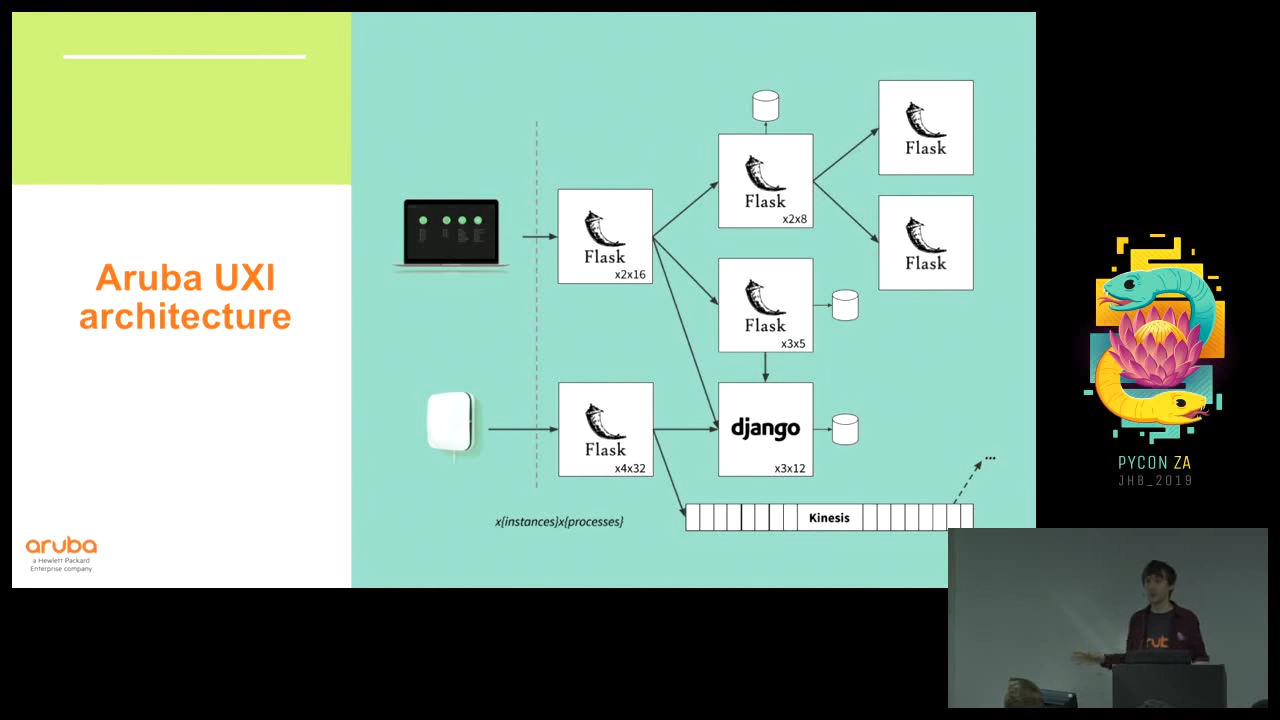 Aruba UXI
architecture
aruba
a Hewlett Packard
Enterprise company
Flask
x2x16
Flask
x2x8
Flask
Flask
Flask
x3x5
Flask
x4x32
django
x3x12
...
Kinesis
x{instances}x{processes}
PYCON ZA
JHB_2019